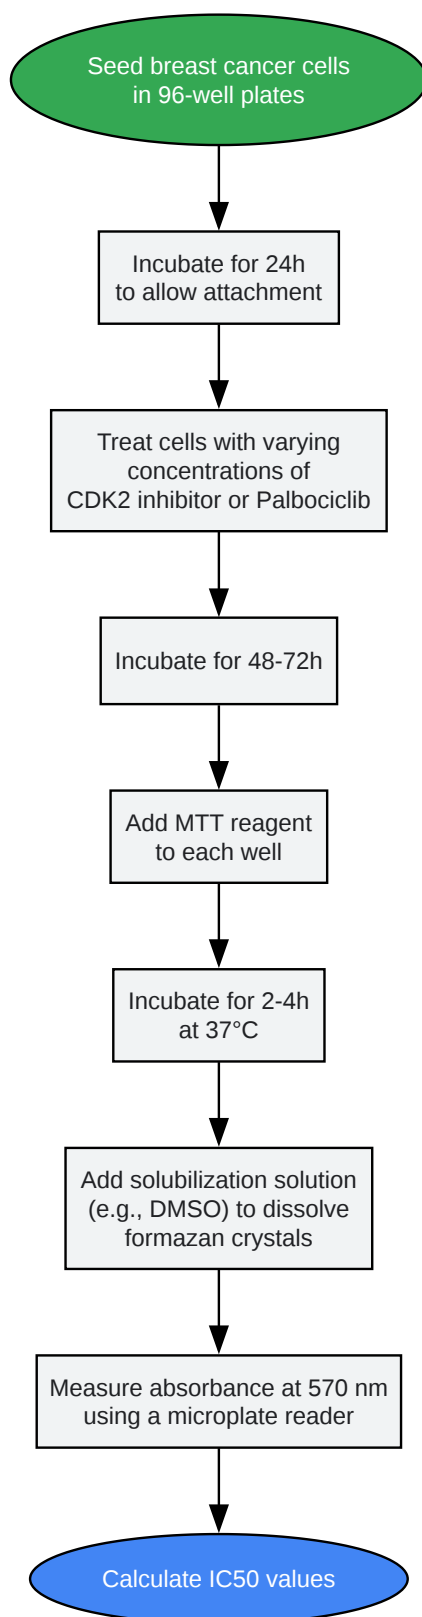 Seed breast cancer cells
in 96-well plates
Incubate for 24h
to allow attachment
Treat cells with varying
concentrations of
CDK2 inhibitor or Palbociclib
Incubate for 48-72h
Add MTT reagent
to each well
Incubate for 2-4h
at 37°C
Add solubilization solution
(e.g., DMSO) to dissolve
formazan crystals
Measure absorbance at 570 nm
using a microplate reader
Calculate IC50 values